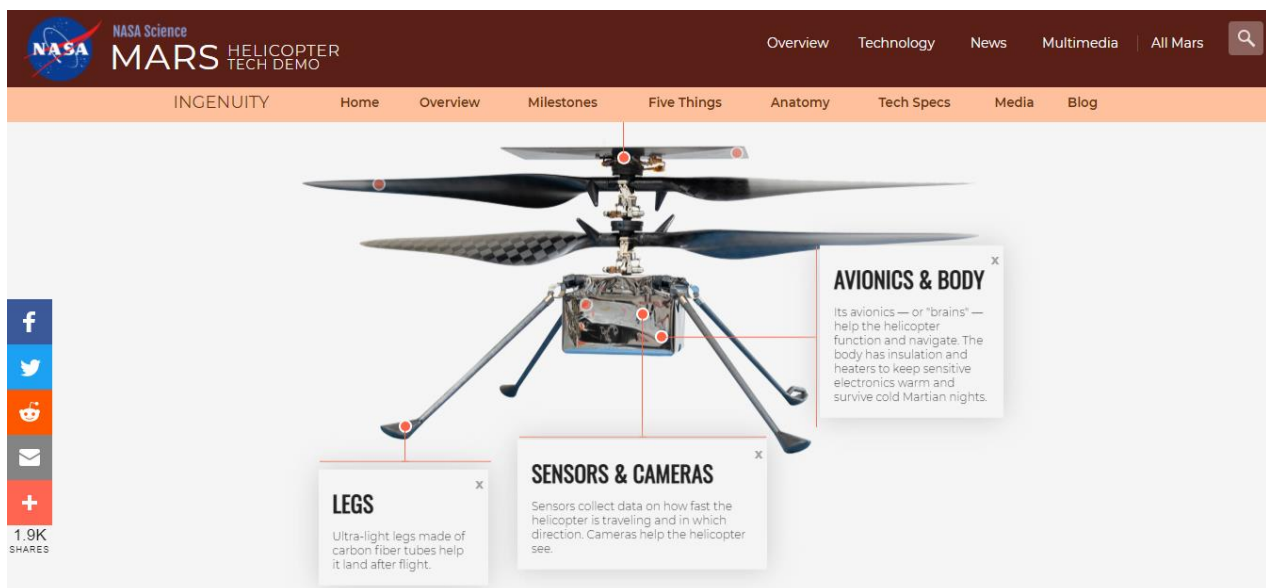 NASA
NASA Science
MARS HELICOPTER
TECH DEMO
Overview Technology News Multimedia All Mars
INGENUITY Home Overview Milestones Five Things Anatomy Tech Specs Media Blog
x
AVIONICS & BODY
Its avionics — or "brains" —
help the helicopter
function and navigate. The
body has insulation and
heaters to keep sensitive
electronics warm and
survive cold Martian nights.
x
SENSORS & CAMERAS
Sensors collect data on how fast the
helicopter is traveling and in which
direction. Cameras help the helicopter
see.
x
LEGS
Ultra-light legs made of
carbon fiber tubes help
it land after flight.
f
+
1.9K
SHARES